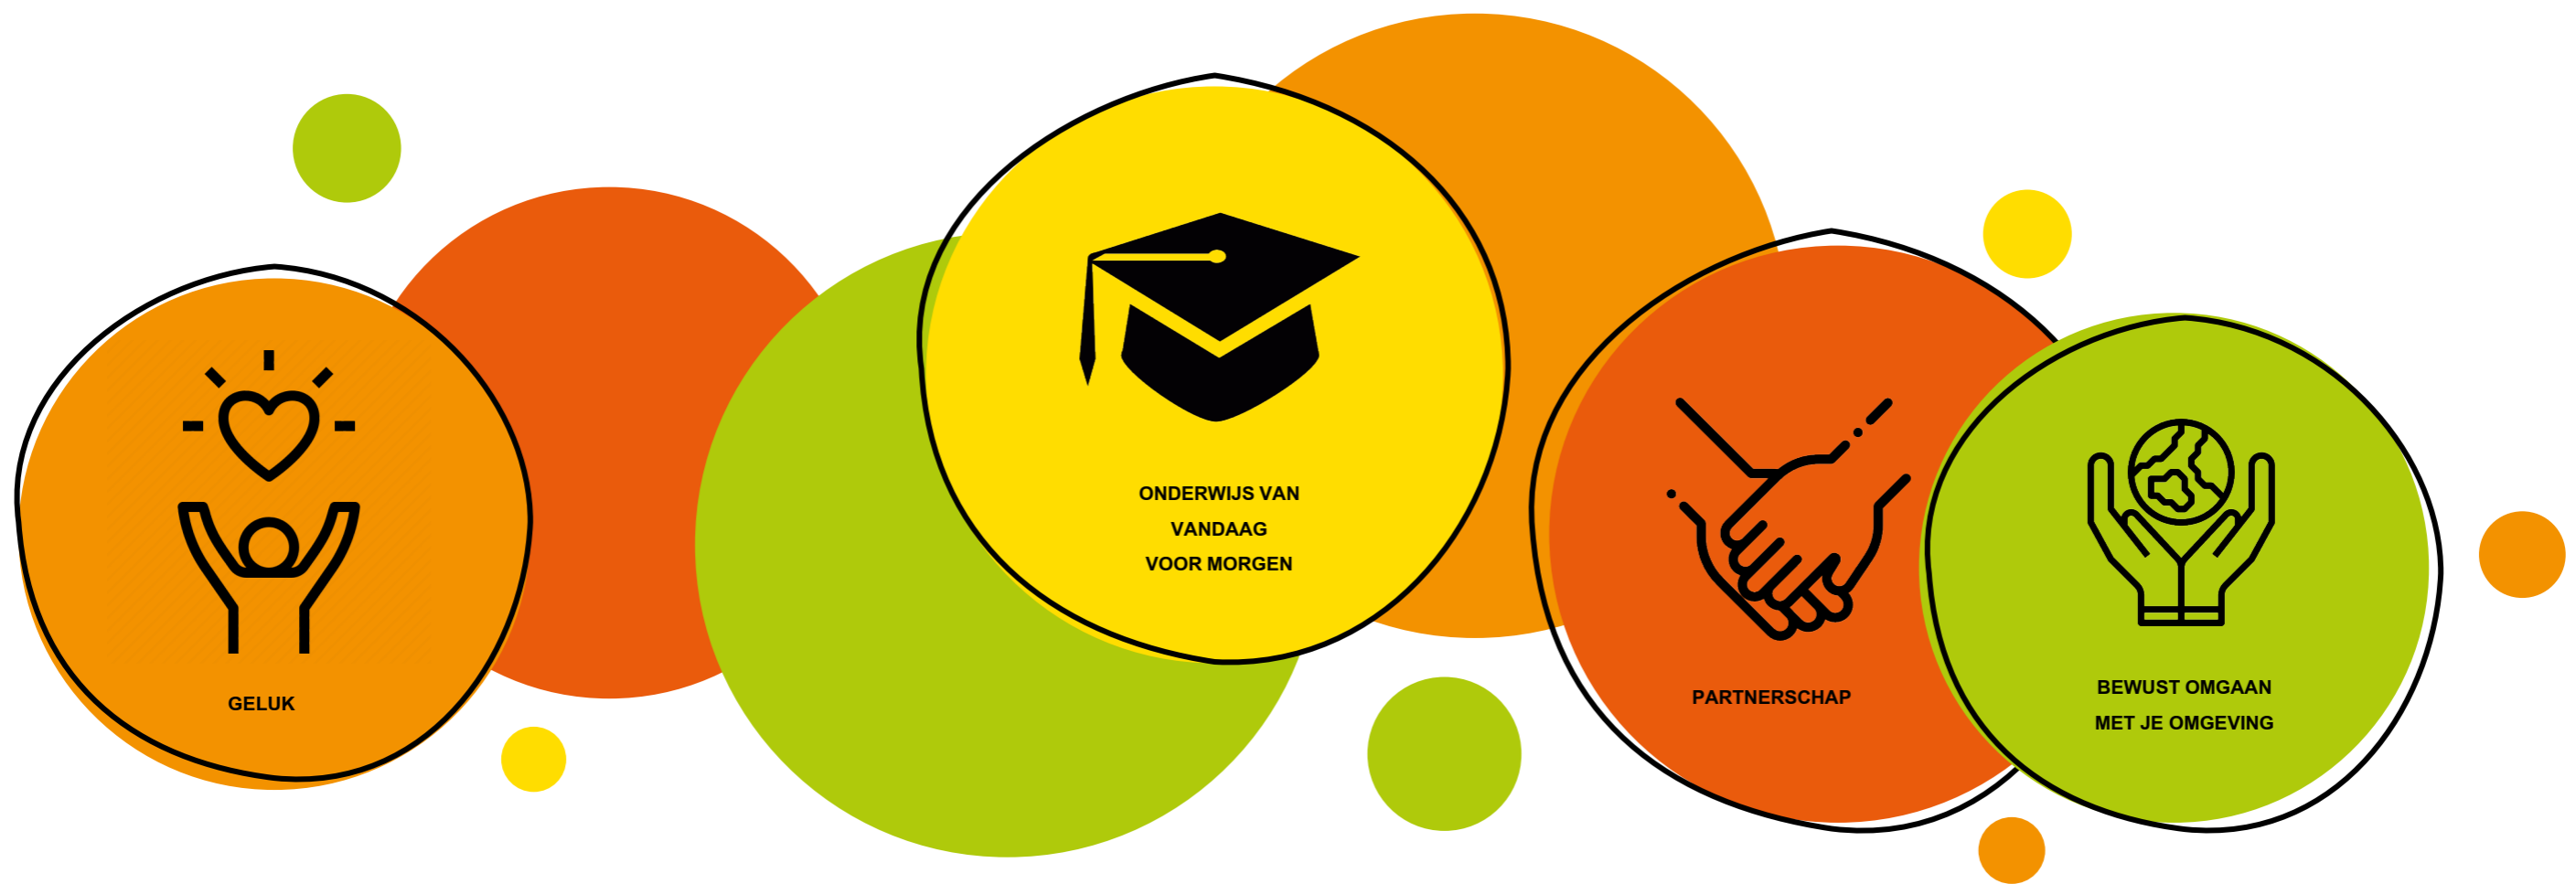 GELUK
ONDERWIJS VAN
VANDAAG
VOOR MORGEN
PARTNERSCHAP
BEWUST OMGAAN
MET JE OMGEVING